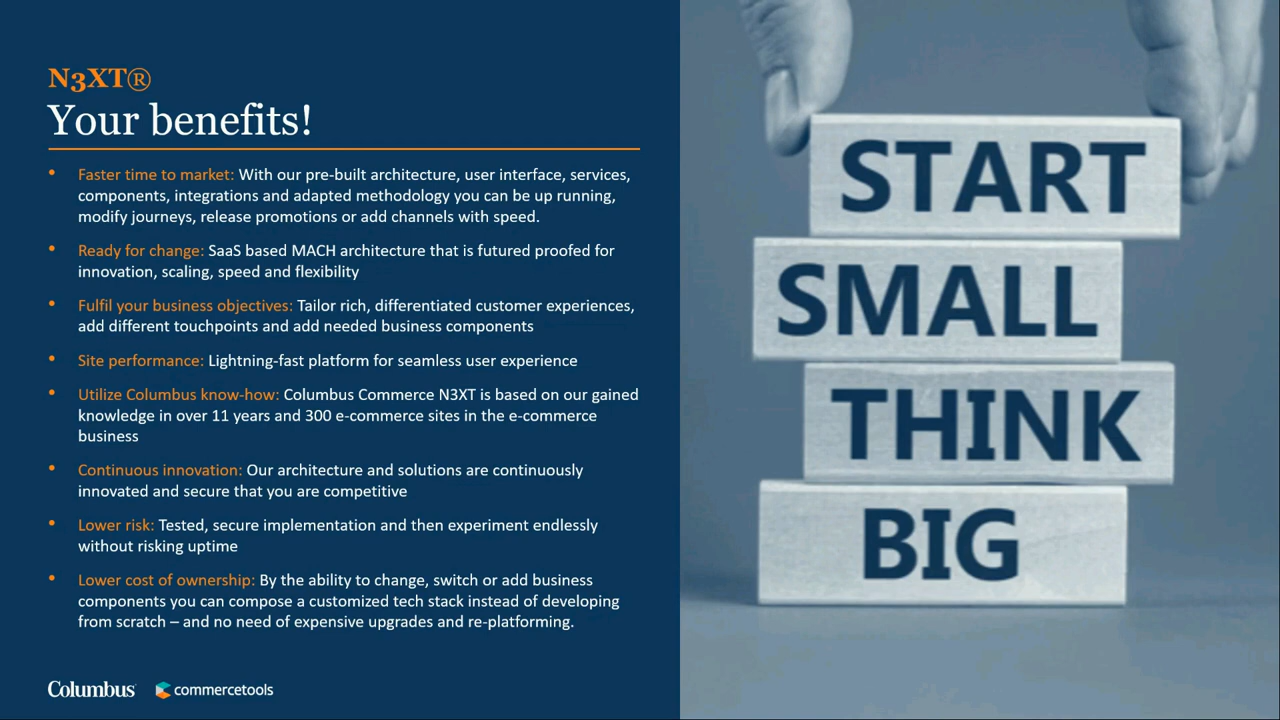 N3XT®
Your benefits!
• Faster time to market: With our pre-built architecture, user interface, services,
components, integrations and adapted methodology you can be up running,
modify journeys, release promotions or add channels with speed.
• Ready for change: SaaS based MACH architecture that is futured proofed for
innovation, scaling, speed and flexibility
• Fulfil your business objectives: Tailor rich, differentiated customer experiences,
add different touchpoints and add needed business components
• Site performance: Lightning-fast platform for seamless user experience
• Utilize Columbus know-how: Columbus Commerce N3XT is based on our gained
knowledge in over 11 years and 300 e-commerce sites in the e-commerce
business
• Continuous innovation: Our architecture and solutions are continuously
innovated and secure that you are competitive
• Lower risk: Tested, secure implementation and then experiment endlessly
without risking uptime
• Lower cost of ownership: By the ability to change, switch or add business
components you can compose a customized tech stack instead of developing
from scratch – and no need of expensive upgrades and re-platforming.
Columbus commercetools
START
SMALL
THINK
BIG